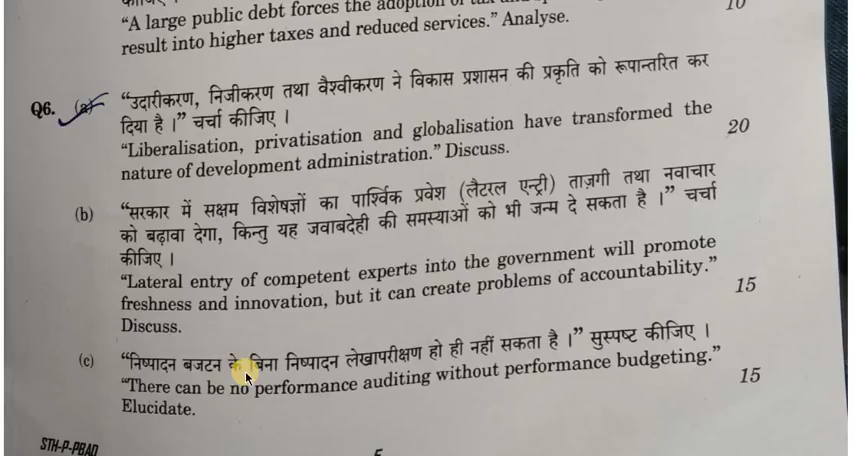 “A large public debt forces the adoption of tax and
result into higher taxes and reduced services.” Analyse.
10
Q6. (a) “उदारीकरण, निजीकरण तथा वैश्वीकरण ने विकास प्रशासन की प्रकृति को रूपान्तरित कर
दिया है ।” चर्चा कीजिए ।
“Liberalisation, privatisation and globalisation have transformed the
nature of development administration.” Discuss.
20
(b) “सरकार में सक्षम विशेषज्ञों का पार्श्विक प्रवेश (लैटरल एन्ट्री) ताज़गी तथा नवाचार
को बढ़ावा देगा, किन्तु यह जवाबदेही की समस्याओं को भी जन्म दे सकता है ।” चर्चा
कीजिए ।
“Lateral entry of competent experts into the government will promote
freshness and innovation, but it can create problems of accountability.”
Discuss.
15
(c) “निष्पादन बजटन के बिना निष्पादन लेखापरीक्षण हो ही नहीं सकता है ।” सुस्पष्ट कीजिए ।
“There can be no performance auditing without performance budgeting.”
Elucidate.
15
STH-P-PBAD